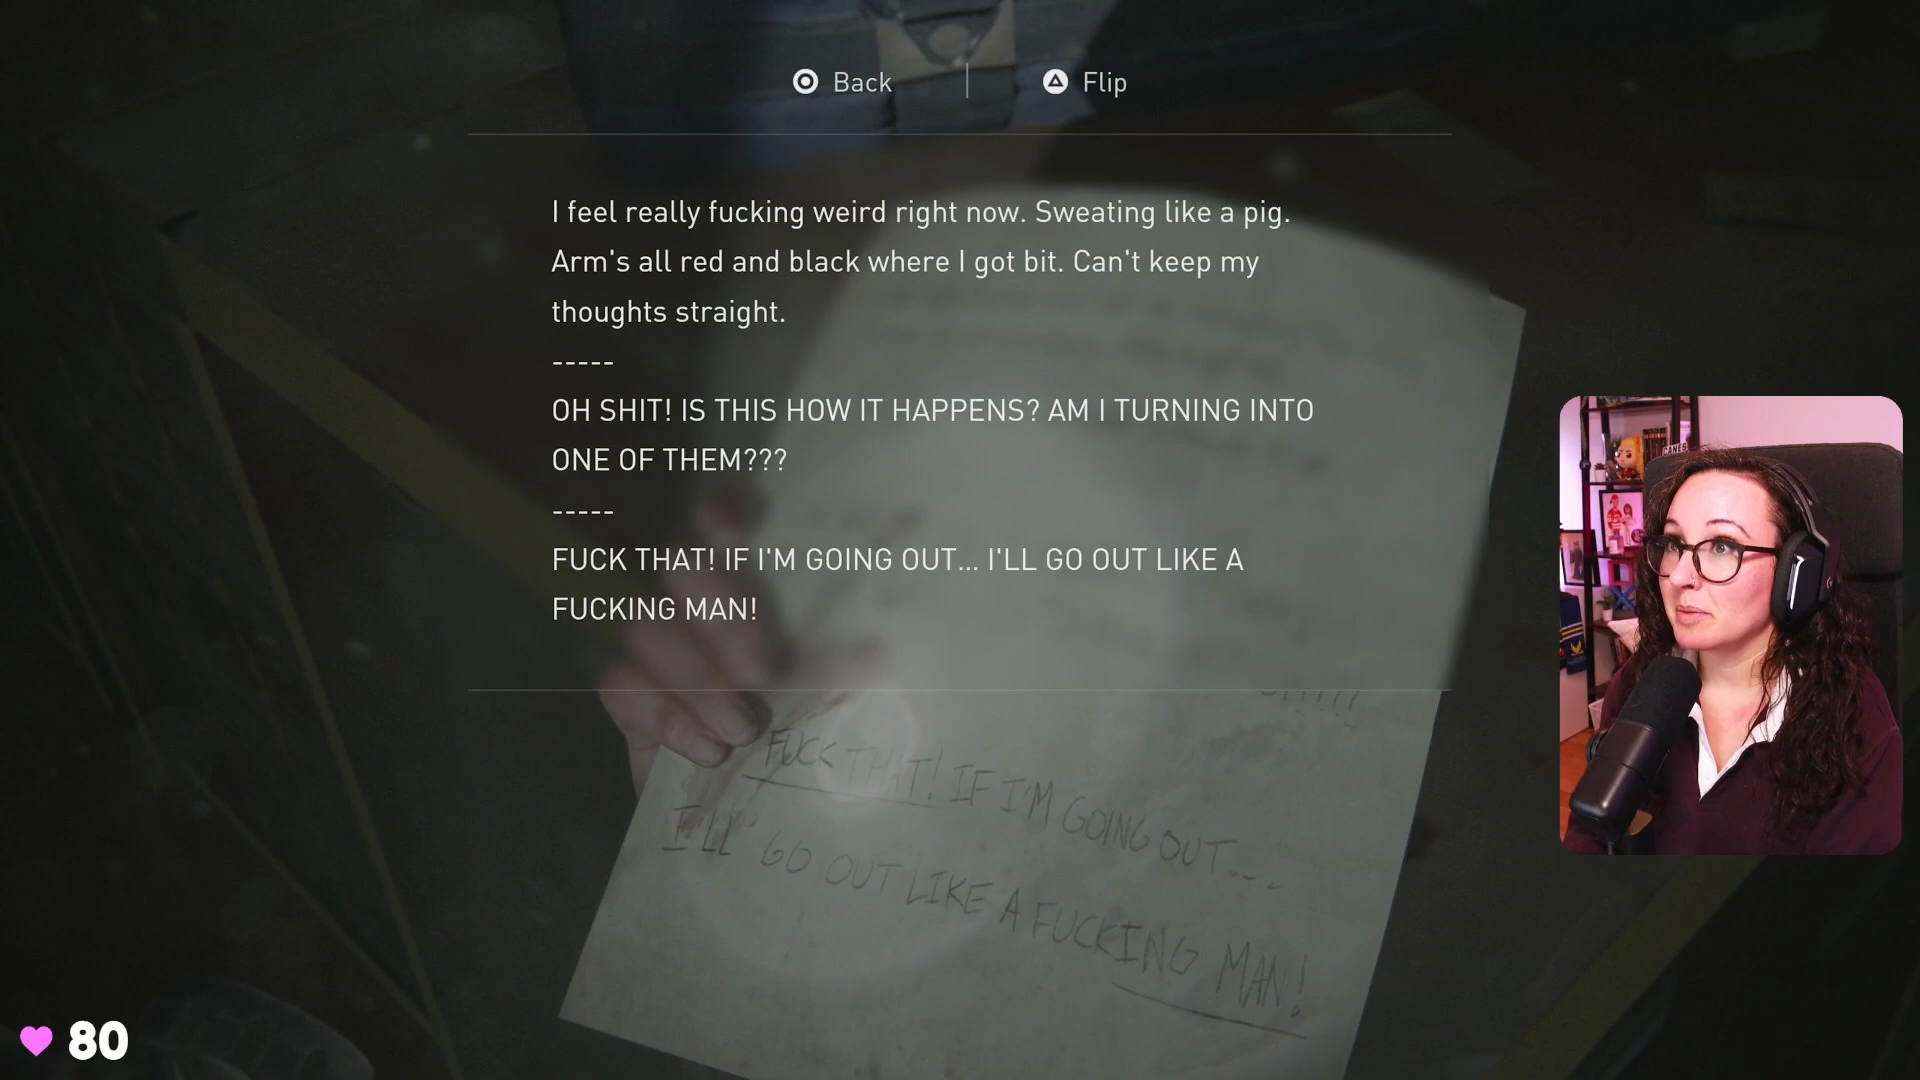 Back | Flip
I feel really fucking weird right now. Sweating like a pig.
Arm's all red and black where I got bit. Can't keep my
thoughts straight.
-----
OH SHIT! IS THIS HOW IT HAPPENS? AM I TURNING INTO
ONE OF THEM???
-----
FUCK THAT! IF I'M GOING OUT... I'LL GO OUT LIKE A
FUCKING MAN!
FUCK THAT! IF I'M GOING OUT...
I'LL GO OUT LIKE A FUCKING MAN!
CANES
80